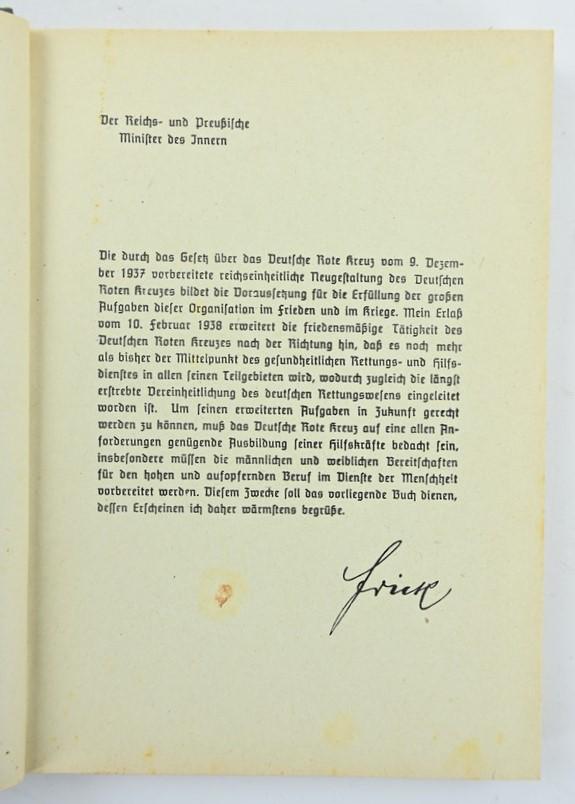 Der Reichs- und Preußische
Minister des Innern
Die durch das Gesetz über das Deutsche Rote Kreuz vom 9. Dezem-
ber 1937 vorbereitete reichseinheitliche Neugestaltung des Deutschen
Roten Kreuzes bildet die Voraussetzung für die Erfüllung der großen
Aufgaben dieser Organisation im Frieden und im Kriege. Mein Erlaß
vom 10. Februar 1938 erweitert die friedensmäßige Tätigkeit des
Deutschen Roten Kreuzes nach der Richtung hin, daß es noch mehr
als bisher der Mittelpunkt des gesundheitlichen Rettungs- und Hilfs-
dienstes in allen seinen Teilgebieten wird, wodurch zugleich die längst
erstrebte Vereinheitlichung des deutschen Rettungswesens eingeleitet
worden ist. Um seinen erweiterten Aufgaben in Zukunft gerecht
werden zu können, muß das Deutsche Rote Kreuz auf eine allen An-
forderungen genügende Ausbildung seiner Hilfskräfte bedacht sein,
insbesondere müssen die männlichen und weiblichen Bereitschaften
für den hohen und aufopfernden Beruf im Dienste der Menschheit
vorbereitet werden. Diesem Zwecke soll das vorliegende Buch dienen,
dessen Erscheinen ich daher wärmstens begrüße.
Frick